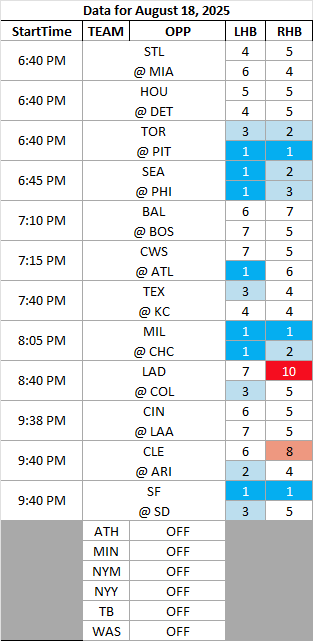 Data for August 18, 2025
StartTime TEAM OPP LHB RHB
6:40 PM STL 4 5
@ MIA 6 4
6:40 PM HOU 5 5
@ DET 4 5
6:40 PM TOR 3 2
@ PIT 1 1
6:45 PM SEA 1 2
@ PHI 1 3
7:10 PM BAL 6 7
@ BOS 7 5
7:15 PM CWS 7 5
@ ATL 1 6
7:40 PM TEX 3 4
@ KC 4 4
8:05 PM MIL 1 1
@ CHC 1 2
8:40 PM LAD 7 10
@ COL 3 5
9:38 PM CIN 6 5
@ LAA 7 5
9:40 PM CLE 6 8
@ ARI 2 4
9:40 PM SF 1 1
@ SD 3 5
ATH OFF
MIN OFF
NYM OFF
NYY OFF
TB OFF
WAS OFF